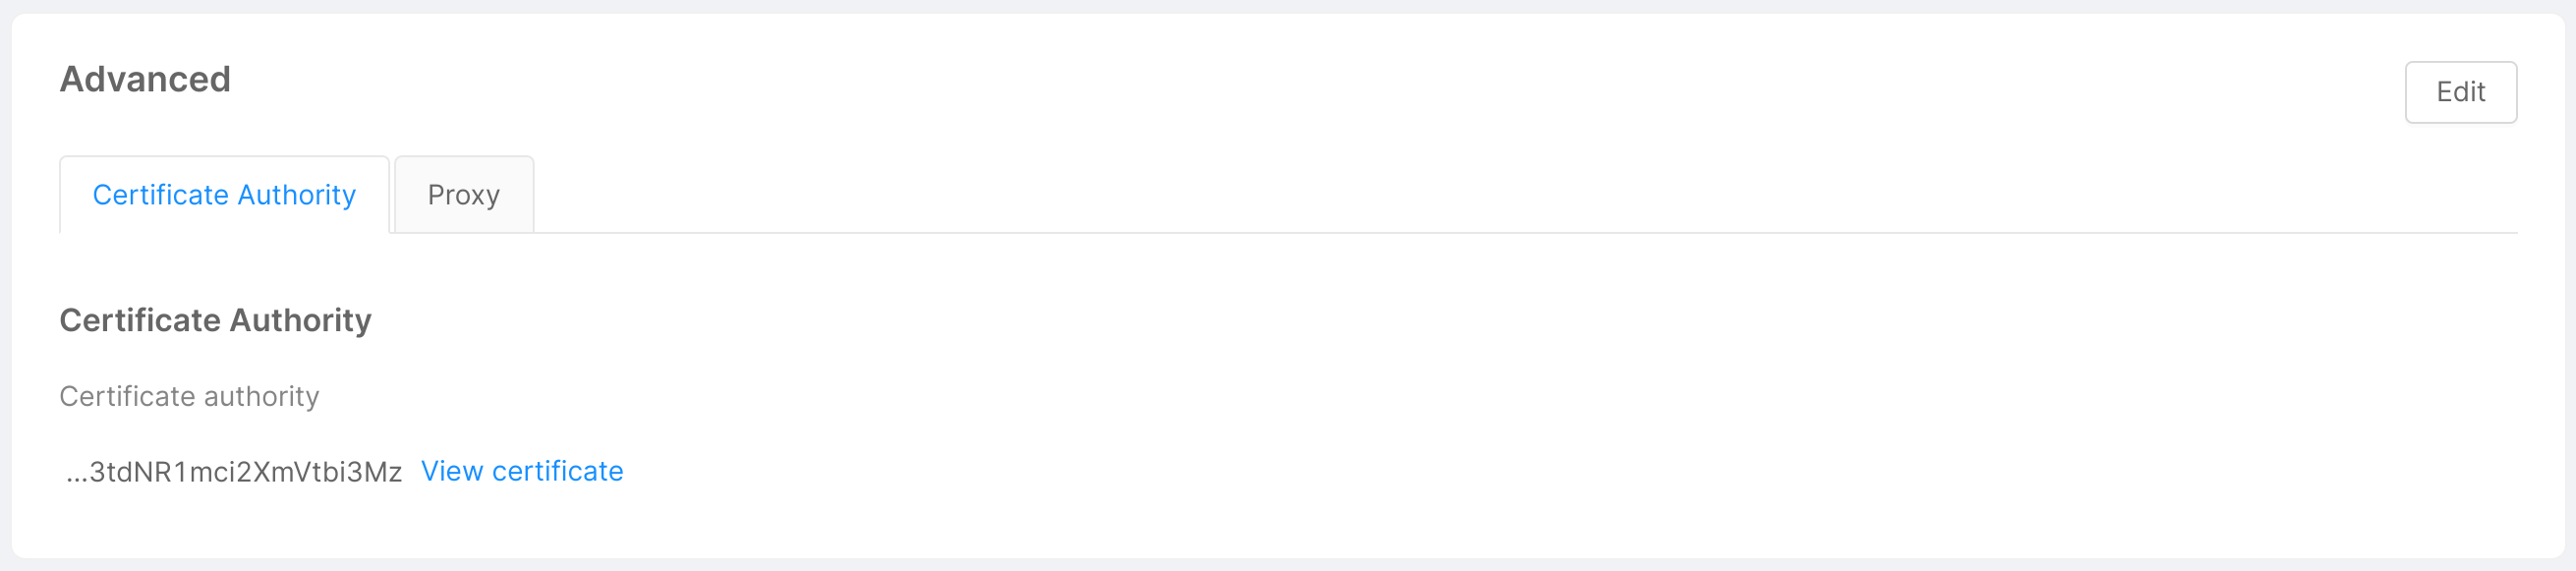 Advanced
Edit
Certificate Authority
Proxy
Certificate Authority
Certificate authority
...3tdNR1mci2XmVtbi3Mz View certificate